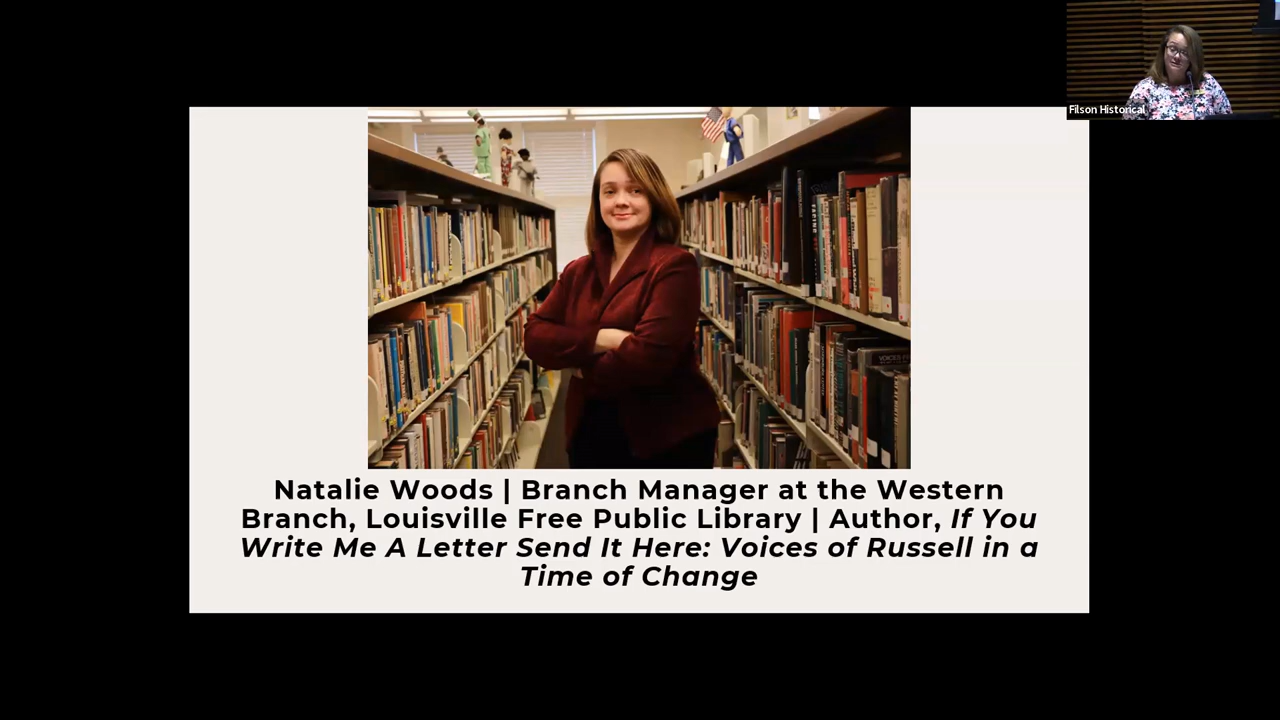 Filson Historical
Natalie Woods | Branch Manager at the Western
Branch, Louisville Free Public Library | Author, If You
Write Me A Letter Send It Here: Voices of Russell in a
Time of Change